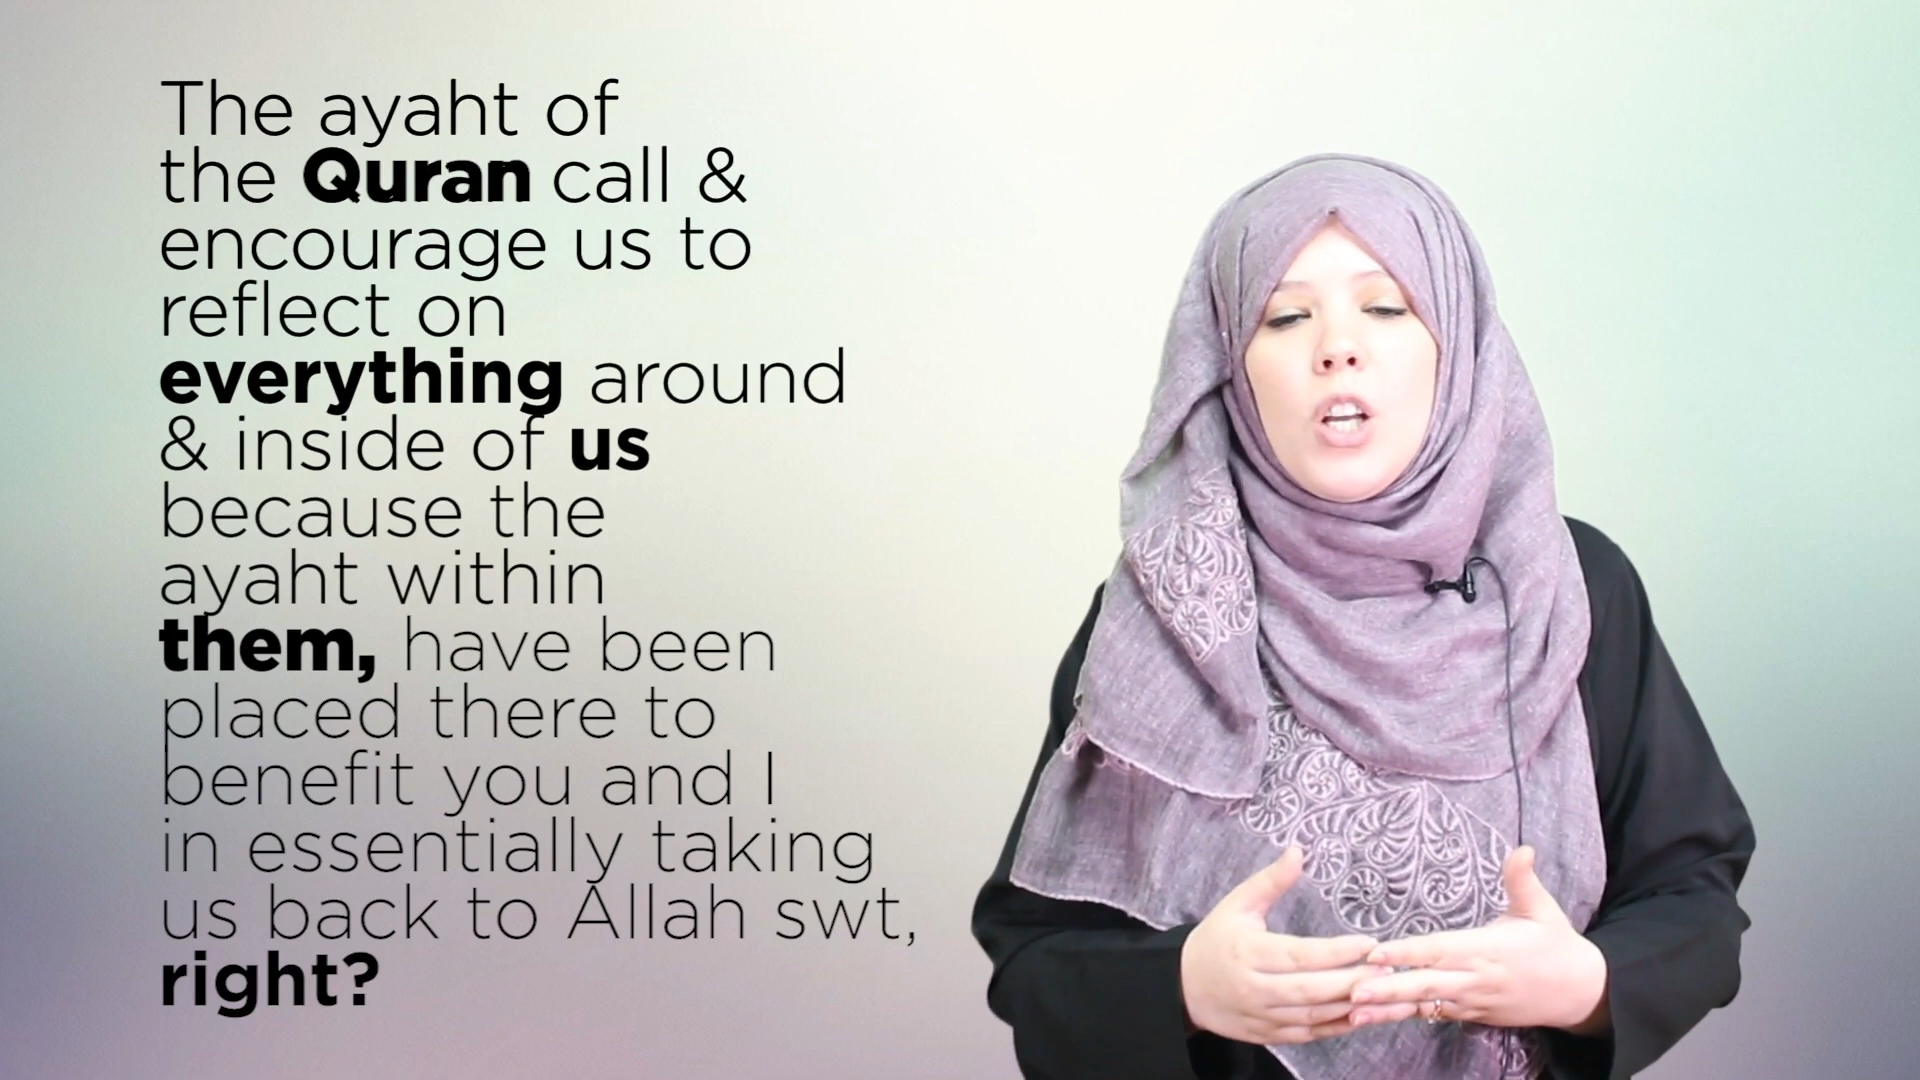 The ayaht of
the Quran call &
encourage us to
reflect on
everything around
& inside of us
because the
ayaht within
them, have been
placed there to
benefit you and I
in essentially taking
us back to Allah swt,
right?